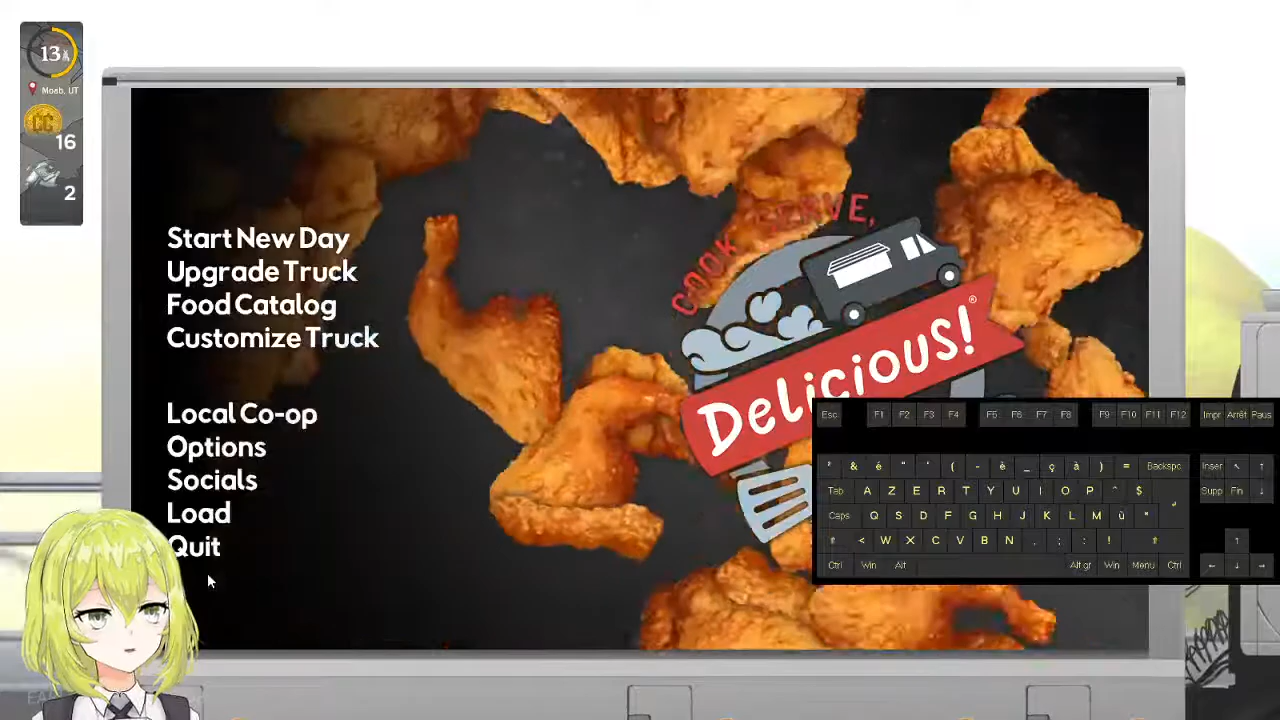 13
Moab, UT
CC
16
2
Start New Day
Upgrade Truck
Food Catalog
Customize Truck
Local Co-op
Options
Socials
Load
Quit
COOK, SERVE,
Delicious!®
Esc F1 F2 F3 F4 F5 F6 F7 F8 F9 F10 F11 F12 Impr Arrêt Paus
² & é " ' ( - è _ ç à ) = Backspc Inser ↖ ↑
Tab A Z E R T Y U I O P ^ $ Supp Fin ↓
Caps Q S D F G H J K L M ù * ↲
⇧ < W X C V B N , ; : ! ⇧ ↑
Ctrl Win Alt Alt gr Win Menu Ctrl ← ↓ →